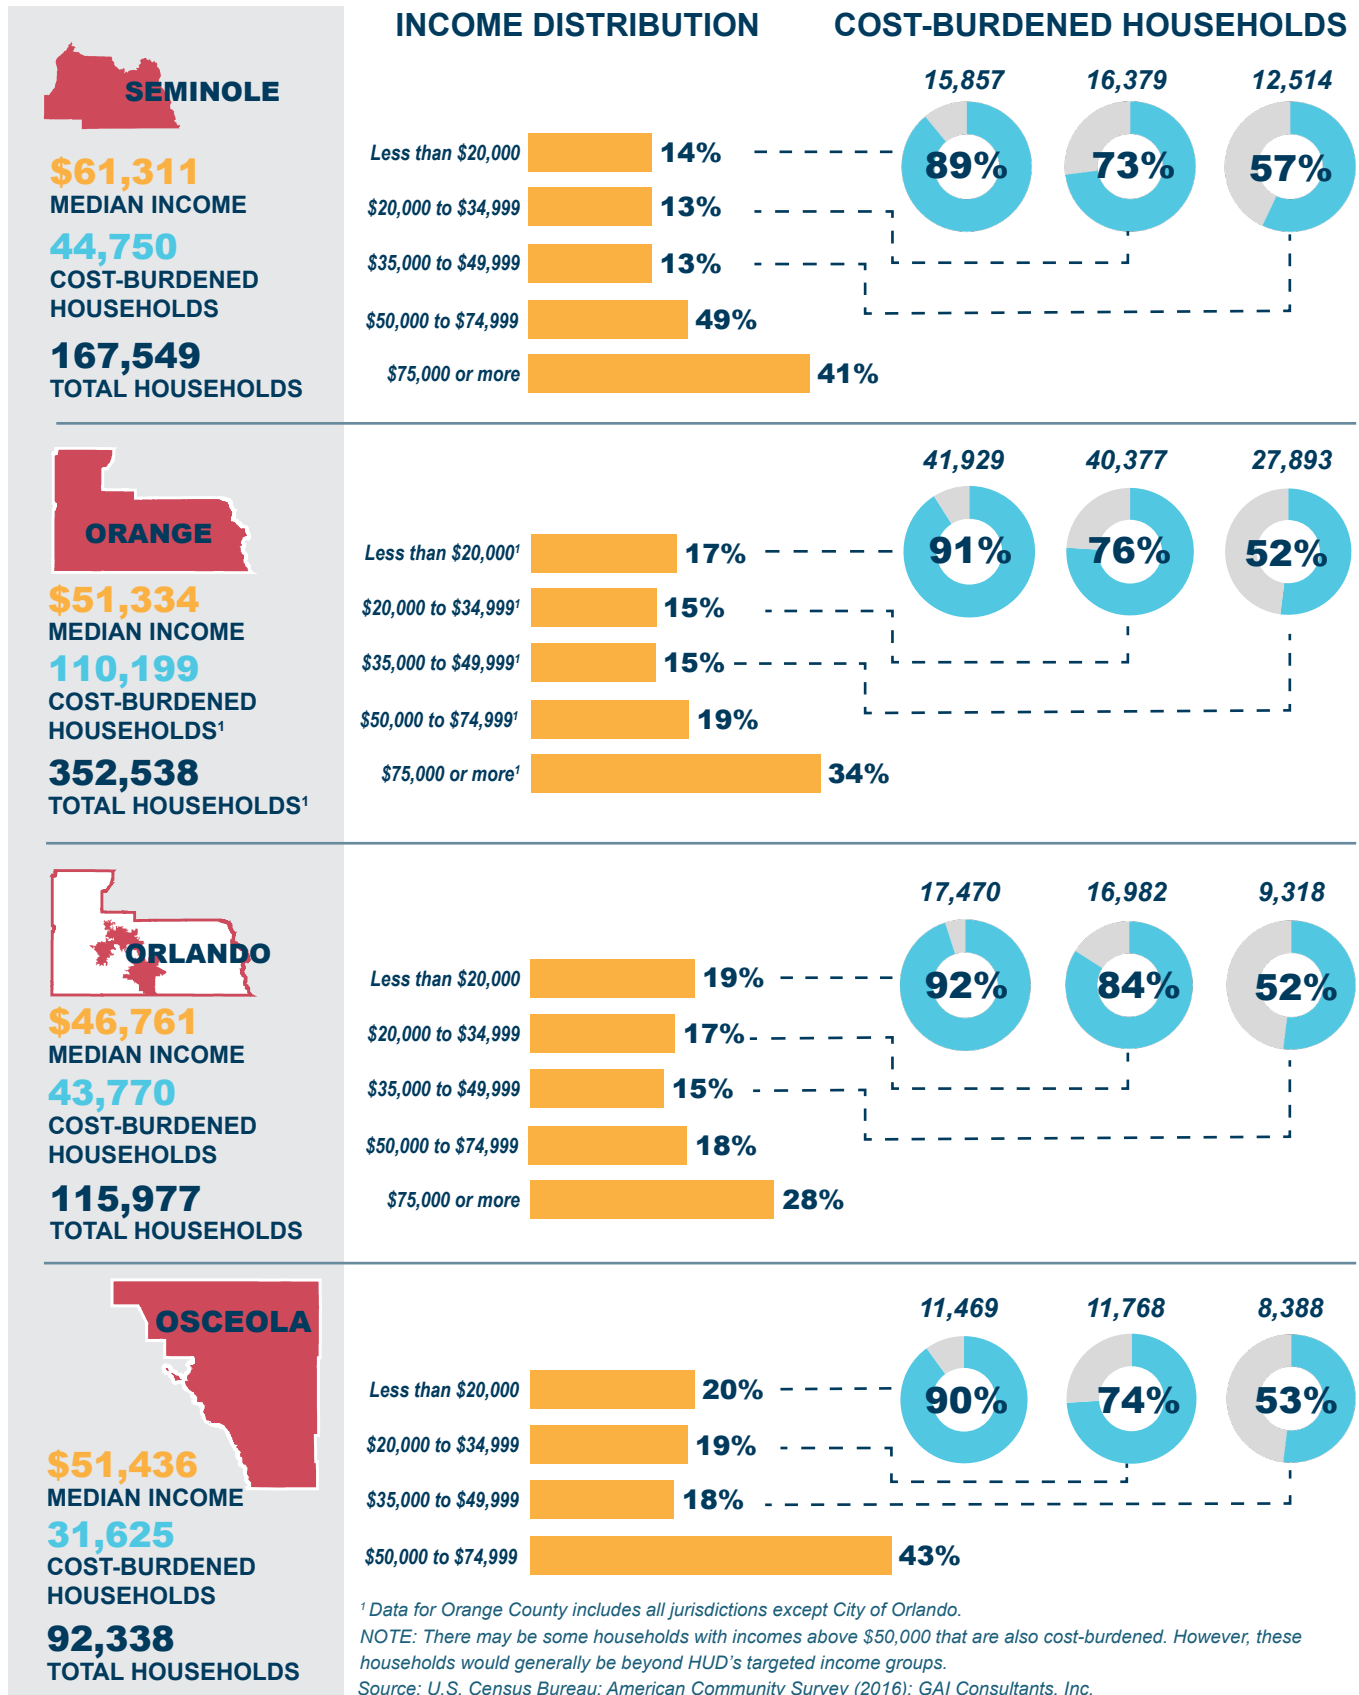 INCOME DISTRIBUTION
COST-BURDENED HOUSEHOLDS
SEMINOLE
$61,311
MEDIAN INCOME
44,750
COST-BURDENED
HOUSEHOLDS
167,549
TOTAL HOUSEHOLDS
Less than $20,000
14%
$20,000 to $34,999
13%
$35,000 to $49,999
13%
$50,000 to $74,999
49%
$75,000 or more
41%
15,857
16,379
12,514
89%
73%
57%
ORANGE
$51,334
MEDIAN INCOME
110,199
COST-BURDENED
HOUSEHOLDS¹
352,538
TOTAL HOUSEHOLDS¹
Less than $20,000¹
17%
$20,000 to $34,999¹
15%
$35,000 to $49,999¹
15%
$50,000 to $74,999¹
19%
$75,000 or more¹
34%
41,929
40,377
27,893
91%
76%
52%
ORLANDO
$46,761
MEDIAN INCOME
43,770
COST-BURDENED
HOUSEHOLDS
115,977
TOTAL HOUSEHOLDS
Less than $20,000
19%
$20,000 to $34,999
17%
$35,000 to $49,999
15%
$50,000 to $74,999
18%
$75,000 or more
28%
17,470
16,982
9,318
92%
84%
52%
OSCEOLA
$51,436
MEDIAN INCOME
31,625
COST-BURDENED
HOUSEHOLDS
92,338
TOTAL HOUSEHOLDS
Less than $20,000
20%
$20,000 to $34,999
19%
$35,000 to $49,999
18%
$50,000 to $74,999
43%
11,469
11,768
8,388
90%
74%
53%
¹ Data for Orange County includes all jurisdictions except City of Orlando.
NOTE: There may be some households with incomes above $50,000 that are also cost-burdened. However, these
households would generally be beyond HUD's targeted income groups.
Source: U.S. Census Bureau; American Community Survey (2016); GAI Consultants, Inc.